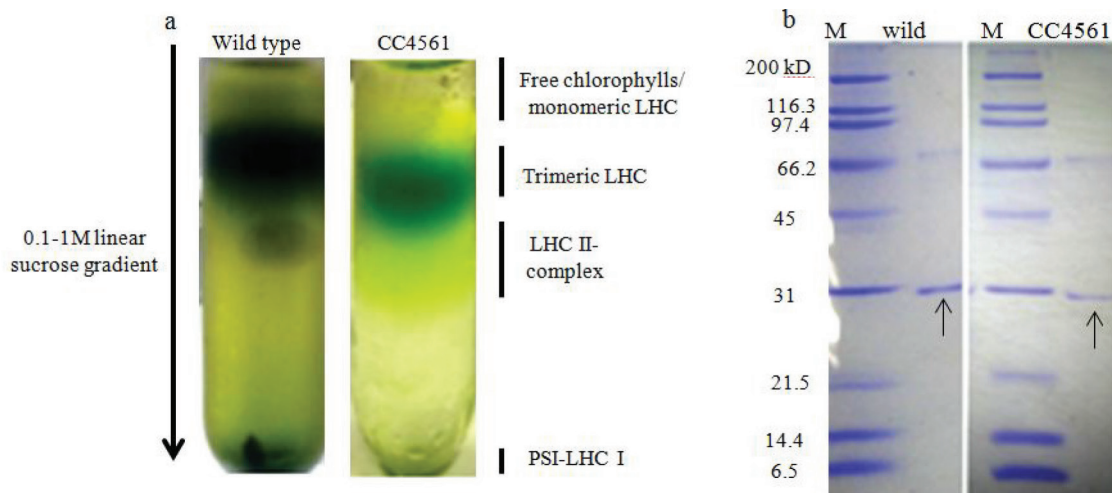 a
Wild type
CC4561
0.1-1M linear
sucrose gradient
Free chlorophylls/
monomeric LHC
Trimeric LHC
LHC II-
complex
PSI-LHC I
b
M wild M CC4561
200 kD
116.3
97.4
66.2
45
31
21.5
14.4
6.5